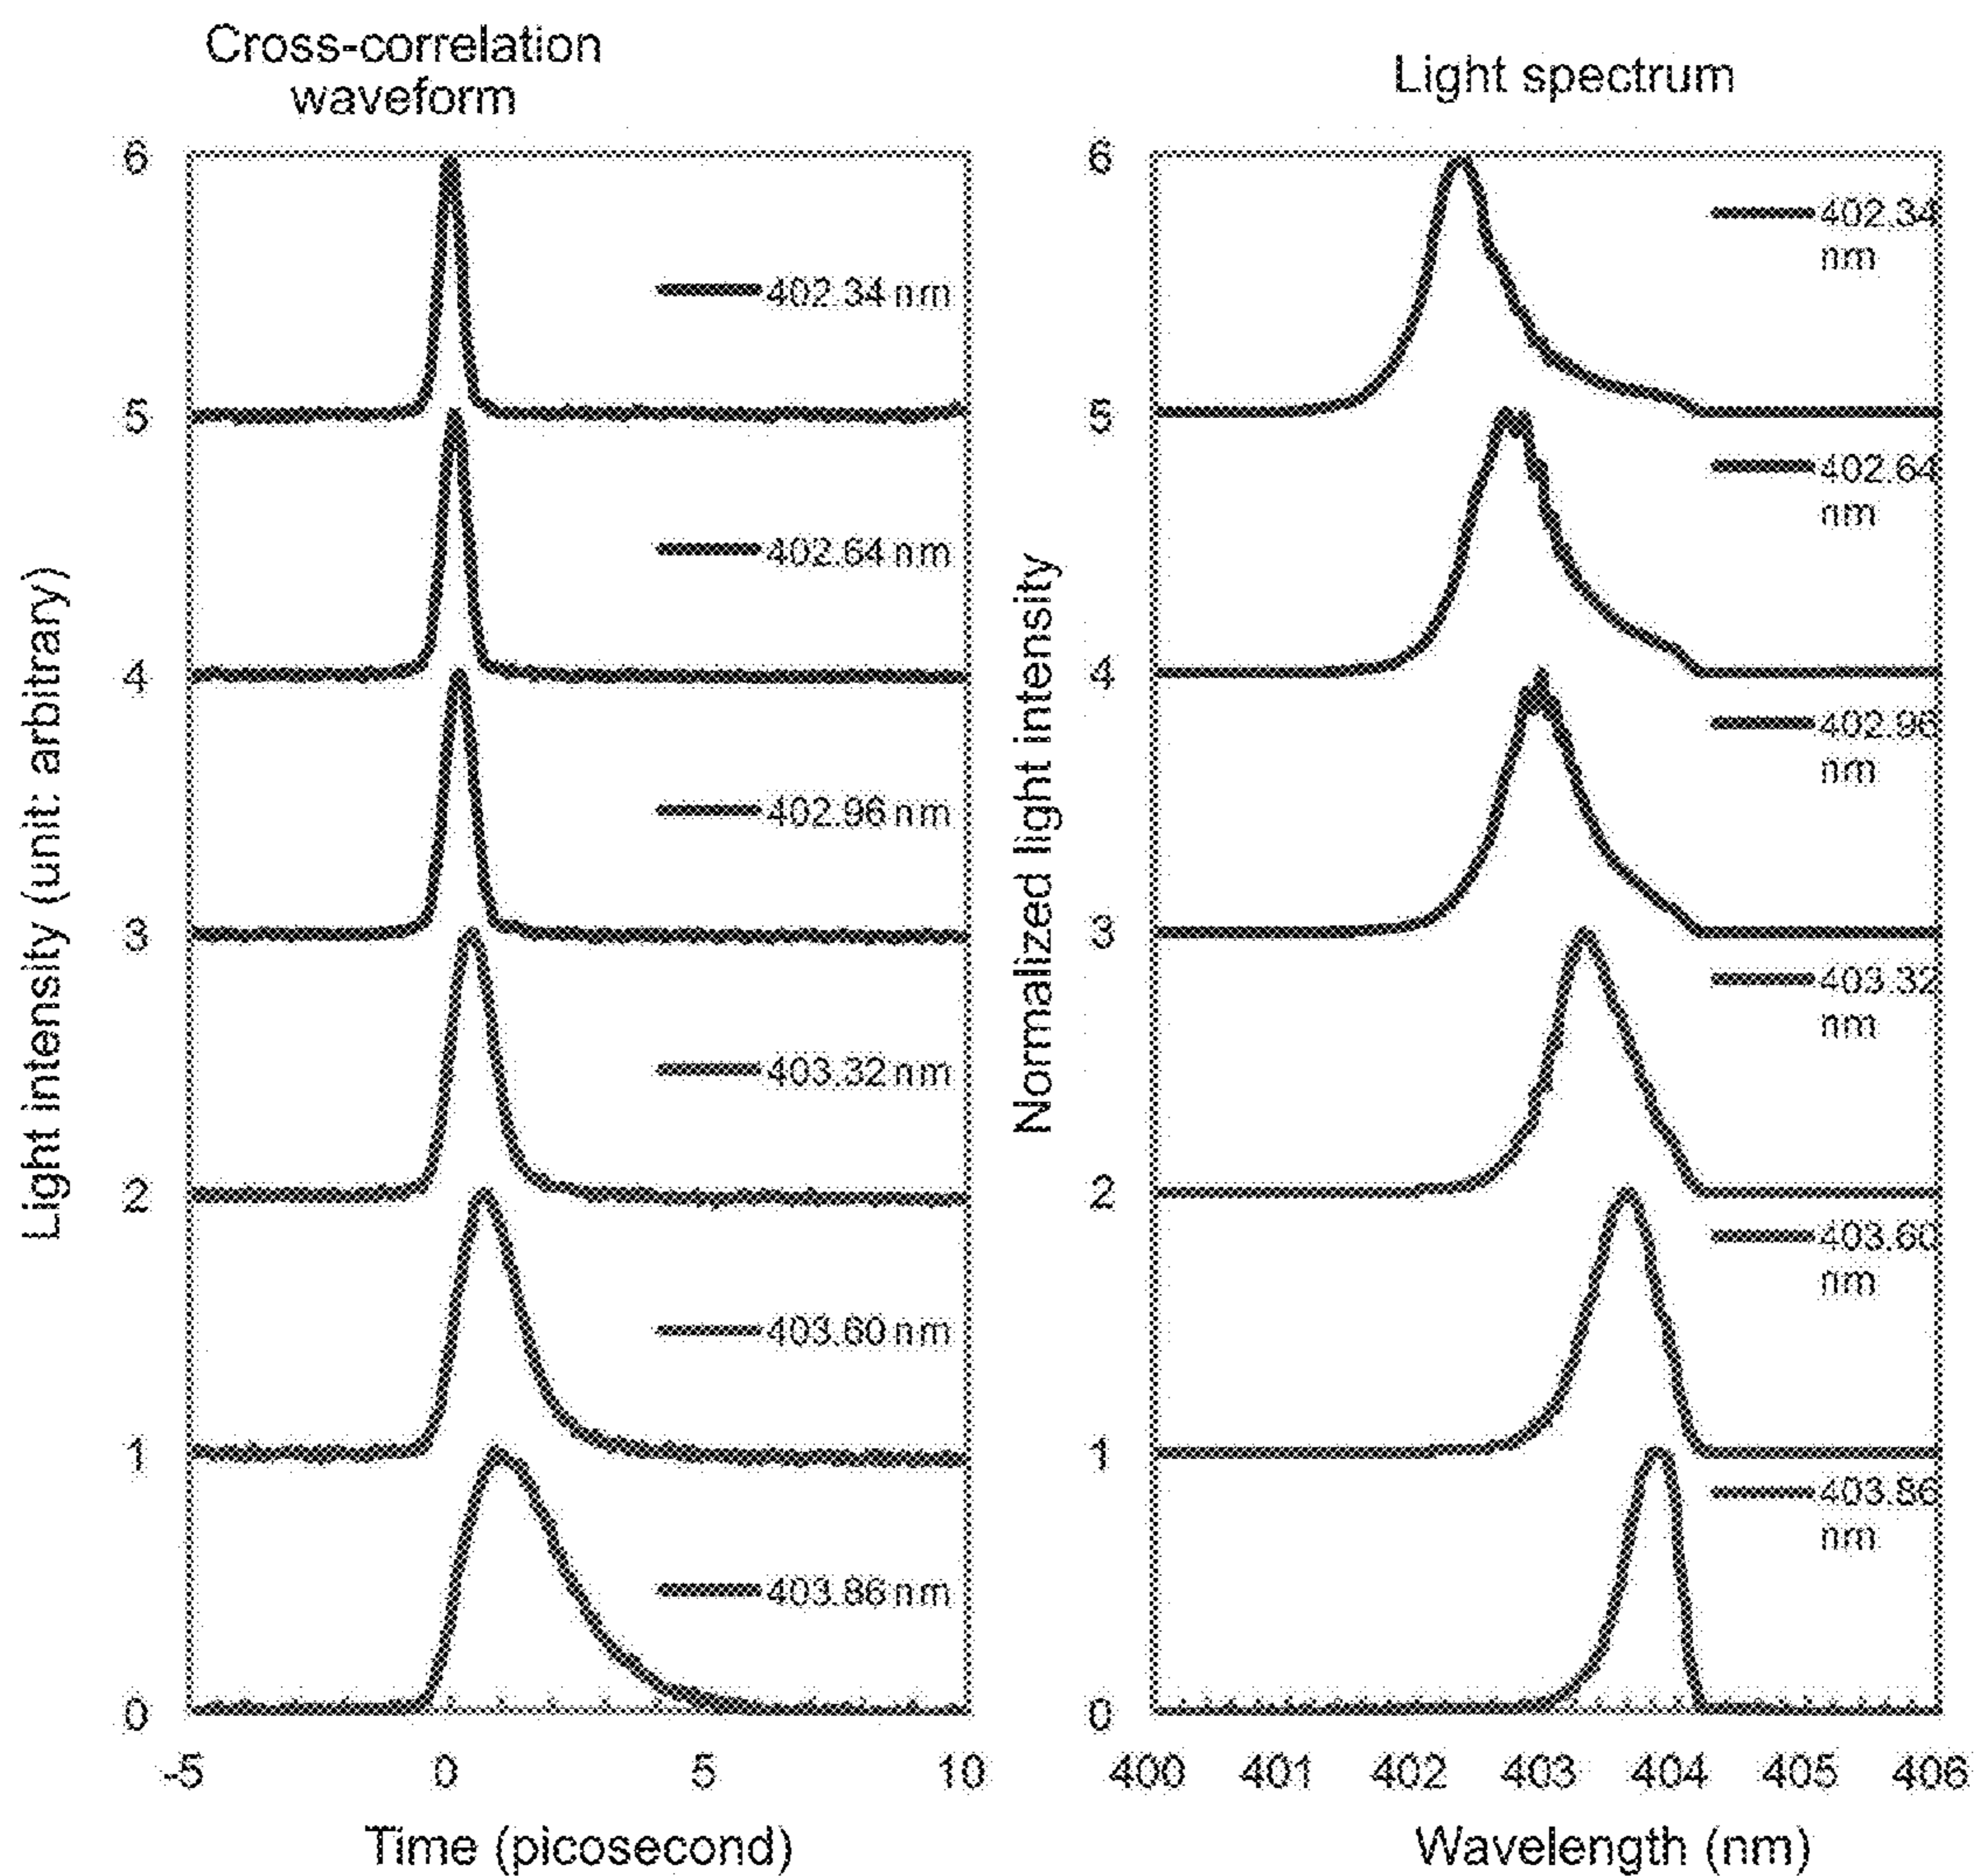 Cross-correlation
waveform
Light intensity (unit: arbitrary)
6
5
4
3
2
1
0
402.34 nm
402.64 nm
402.96 nm
403.32 nm
403.60 nm
403.86 nm
-5 0 5 10
Time (picosecond)
Light spectrum
Normalized light intensity
6
5
4
3
2
1
0
402.34
nm
402.64
nm
402.96
nm
403.32
nm
403.60
nm
403.86
nm
400 401 402 403 404 405 406
Wavelength (nm)